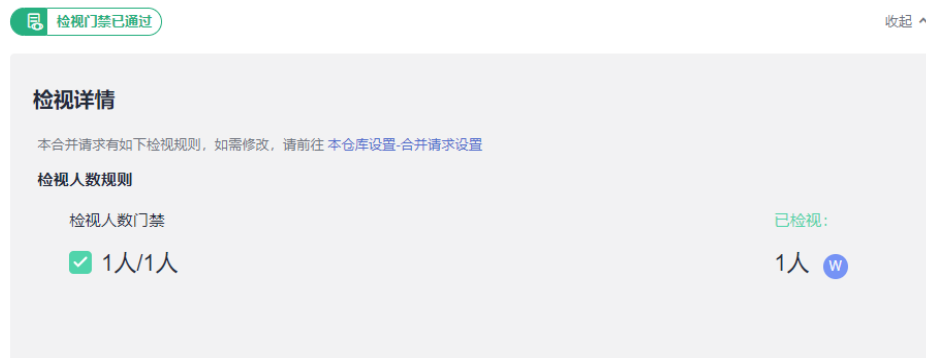 检视门禁已通过 收起
检视详情
本合并请求有如下检视规则，如需修改，请前往 本仓库设置-合并请求设置
检视人数规则
检视人数门禁 已检视：
1人/1人 1人 W